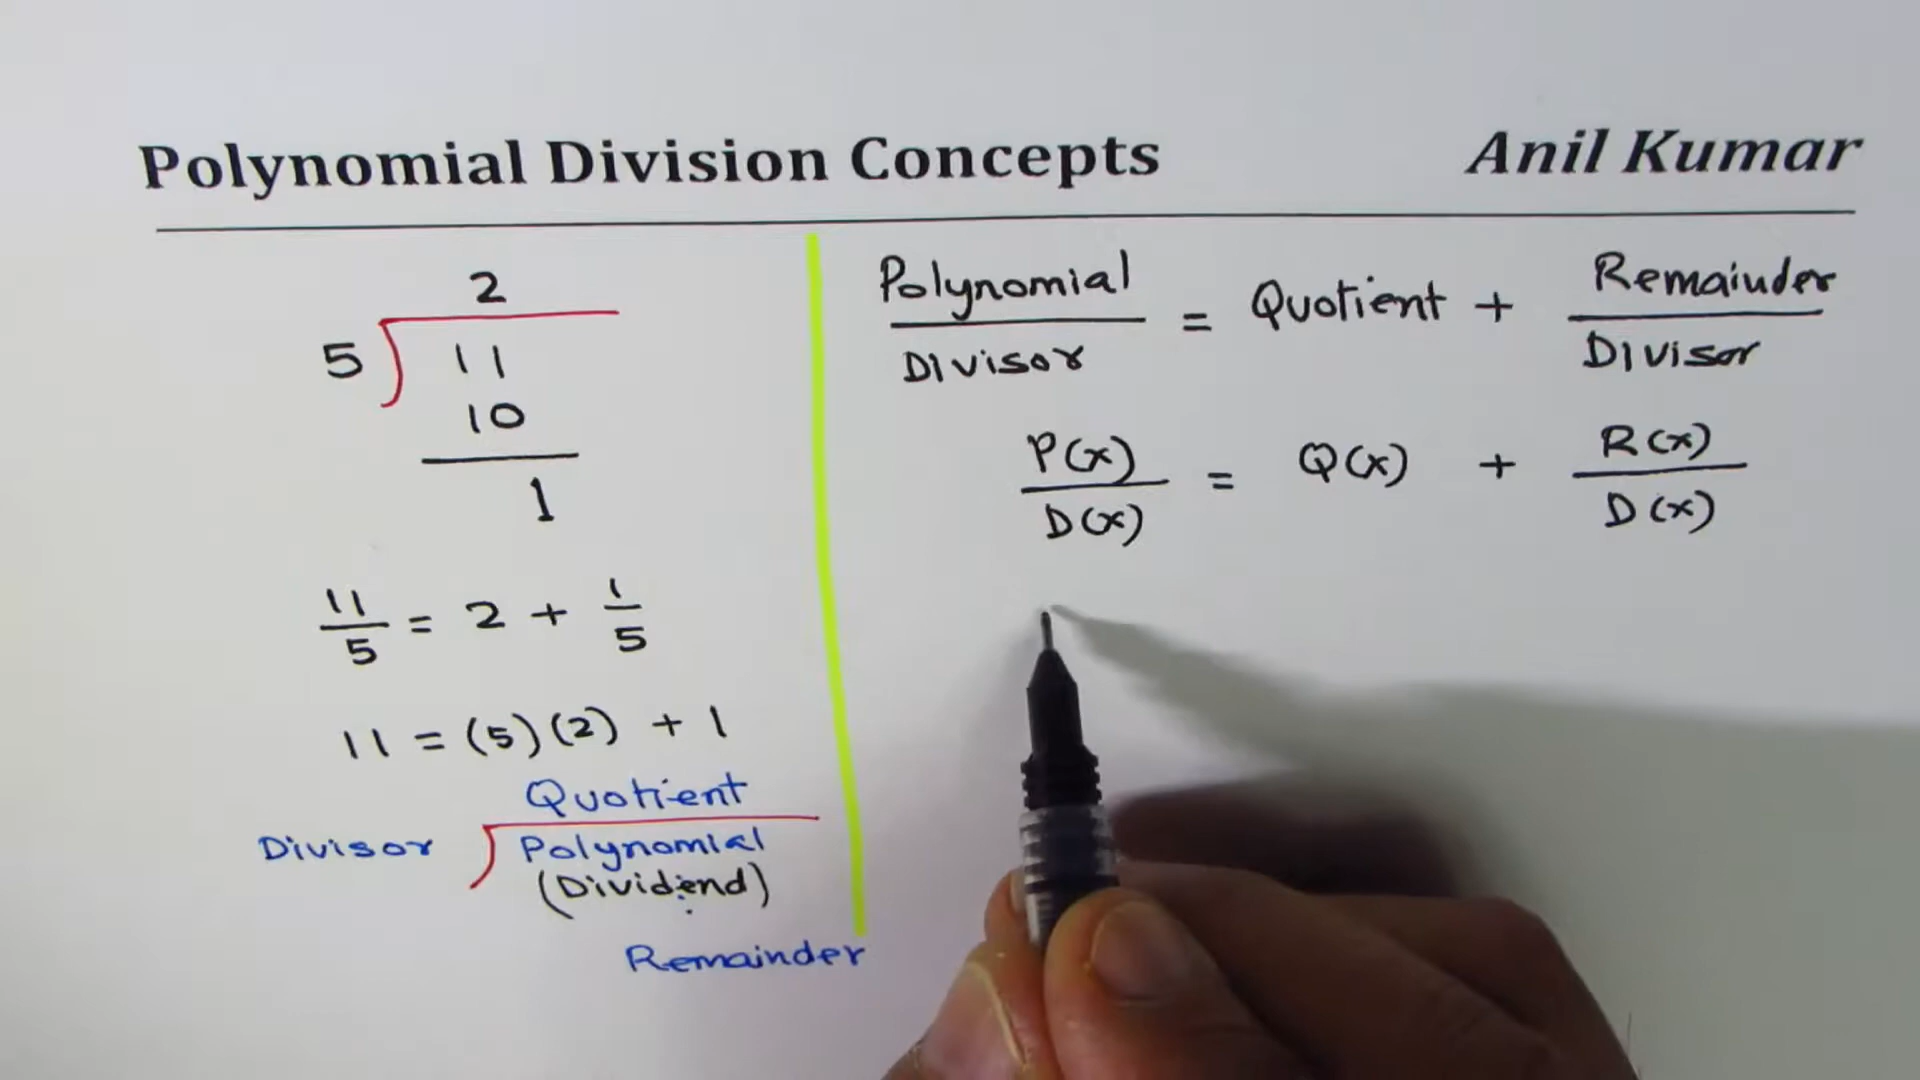 Polynomial Division Concepts Anil Kumar
2
5 11
10
1
11/5 = 2 + 1/5
11 = (5)(2) + 1
Quotient
Divisor Polynomial
(Dividend)
Remainder
Polynomial/Divisor = Quotient + Remainder/Divisor
P(x)/D(x) = Q(x) + R(x)/D(x)